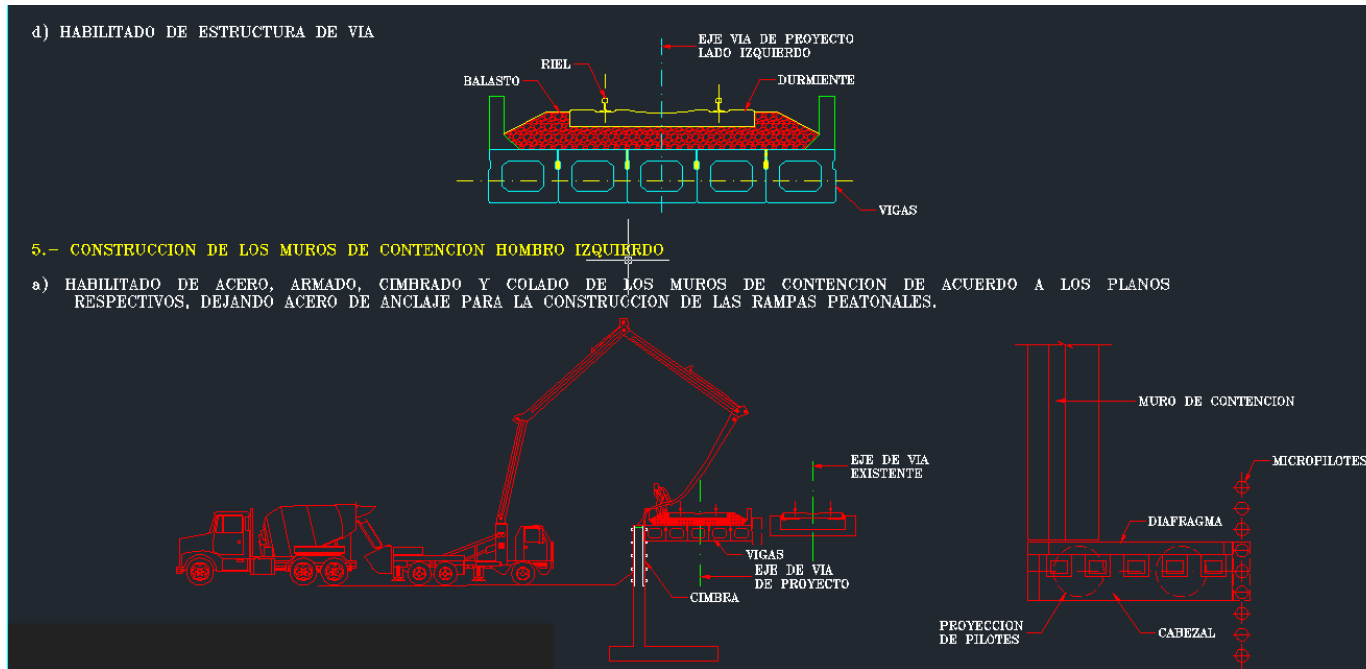 d) HABILITADO DE ESTRUCTURA DE VIA
EJE VIA DE PROYECTO
LADO IZQUIERDO
RIEL
BALASTO
DURMIENTE
VIGAS
5.- CONSTRUCCION DE LOS MUROS DE CONTENCION HOMBRO IZQUIERDO
a) HABILITADO DE ACERO, ARMADO, CIMBRADO Y COLADO DE LOS MUROS DE CONTENCION DE ACUERDO A LOS PLANOS
RESPECTIVOS, DEJANDO ACERO DE ANCLAJE PARA LA CONSTRUCCION DE LAS RAMPAS PEATONALES.
EJE DE VIA
EXISTENTE
VIGAS
EJE DE VIA
DE PROYECTO
CIMBRA
MURO DE CONTENCION
MICROPILOTES
DIAFRAGMA
PROYECCION
DE PILOTES
CABEZAL